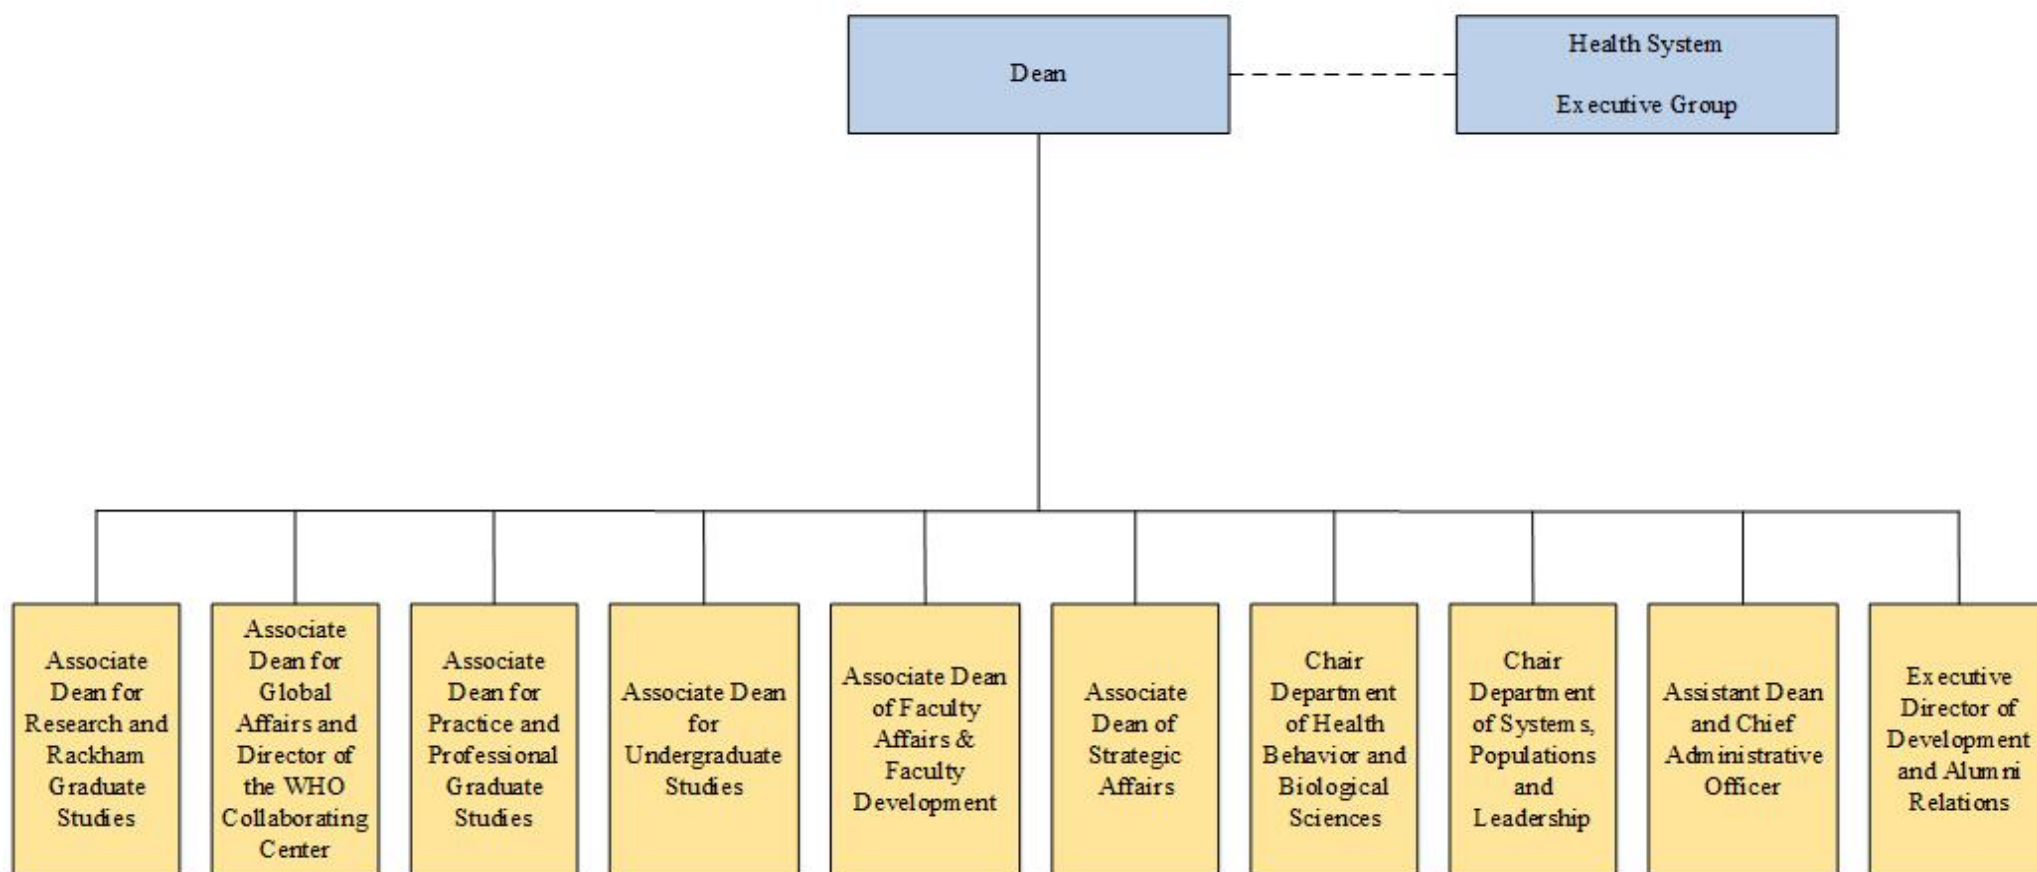 Dean
Health System
Executive Group
Associate
Dean for
Research and
Rackham
Graduate
Studies
Associate
Dean for
Global
Affairs and
Director of
the WHO
Collaborating
Center
Associate
Dean for
Practice and
Professional
Graduate
Studies
Associate Dean
for
Undergraduate
Studies
Associate Dean
of Faculty
Affairs &
Faculty
Development
Associate
Dean of
Strategic
Affairs
Chair
Department
of Health
Behavior and
Biological
Sciences
Chair
Department
of Systems,
Populations
and
Leadership
Assistant Dean
and Chief
Administrative
Officer
Executive
Director of
Development
and Alumni
Relations